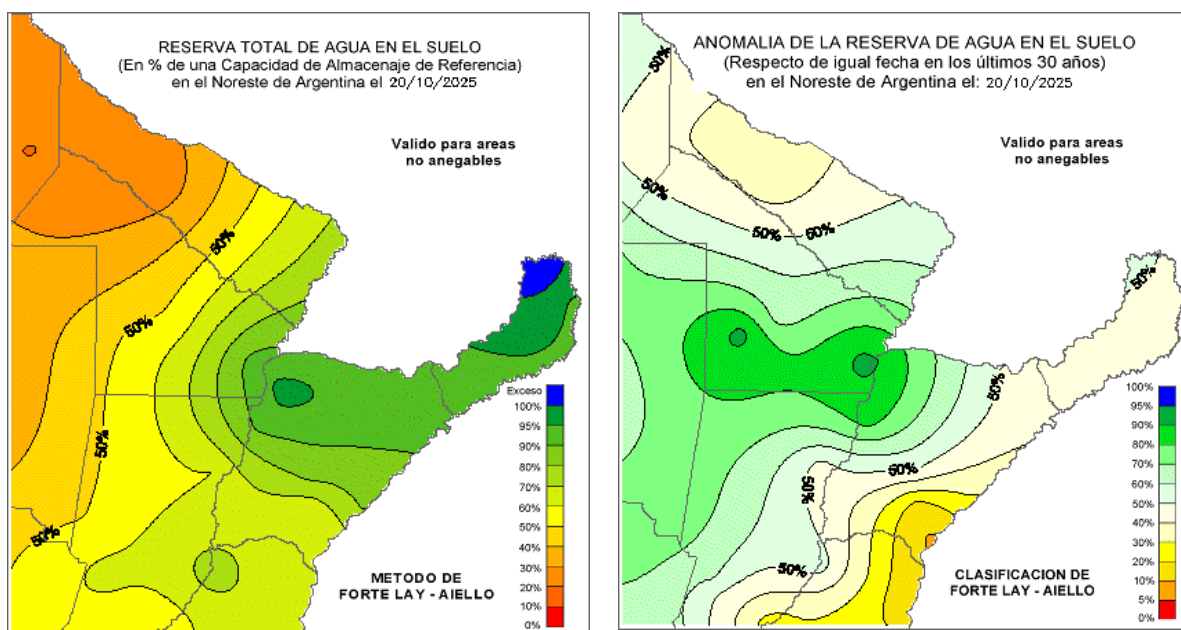 RESERVA TOTAL DE AGUA EN EL SUELO
(En % de una Capacidad de Almacenaje de Referencia)
en el Noreste de Argentina el 20/10/2025
Valido para areas
no anegables
50%
50%
50%
50%
Exceso
100%
95%
90%
80%
70%
60%
50%
40%
30%
20%
10%
0%
METODO DE
FORTE LAY - AIELLO
ANOMALIA DE LA RESERVA DE AGUA EN EL SUELO
(Respecto de igual fecha en los últimos 30 años)
en el Noreste de Argentina el: 20/10/2025
Valido para areas
no anegables
50%
50%
50%
50%
50%
50%
50%
50%
50%
100%
95%
90%
80%
70%
60%
50%
40%
30%
20%
10%
5%
0%
CLASIFICACION DE
FORTE LAY - AIELLO